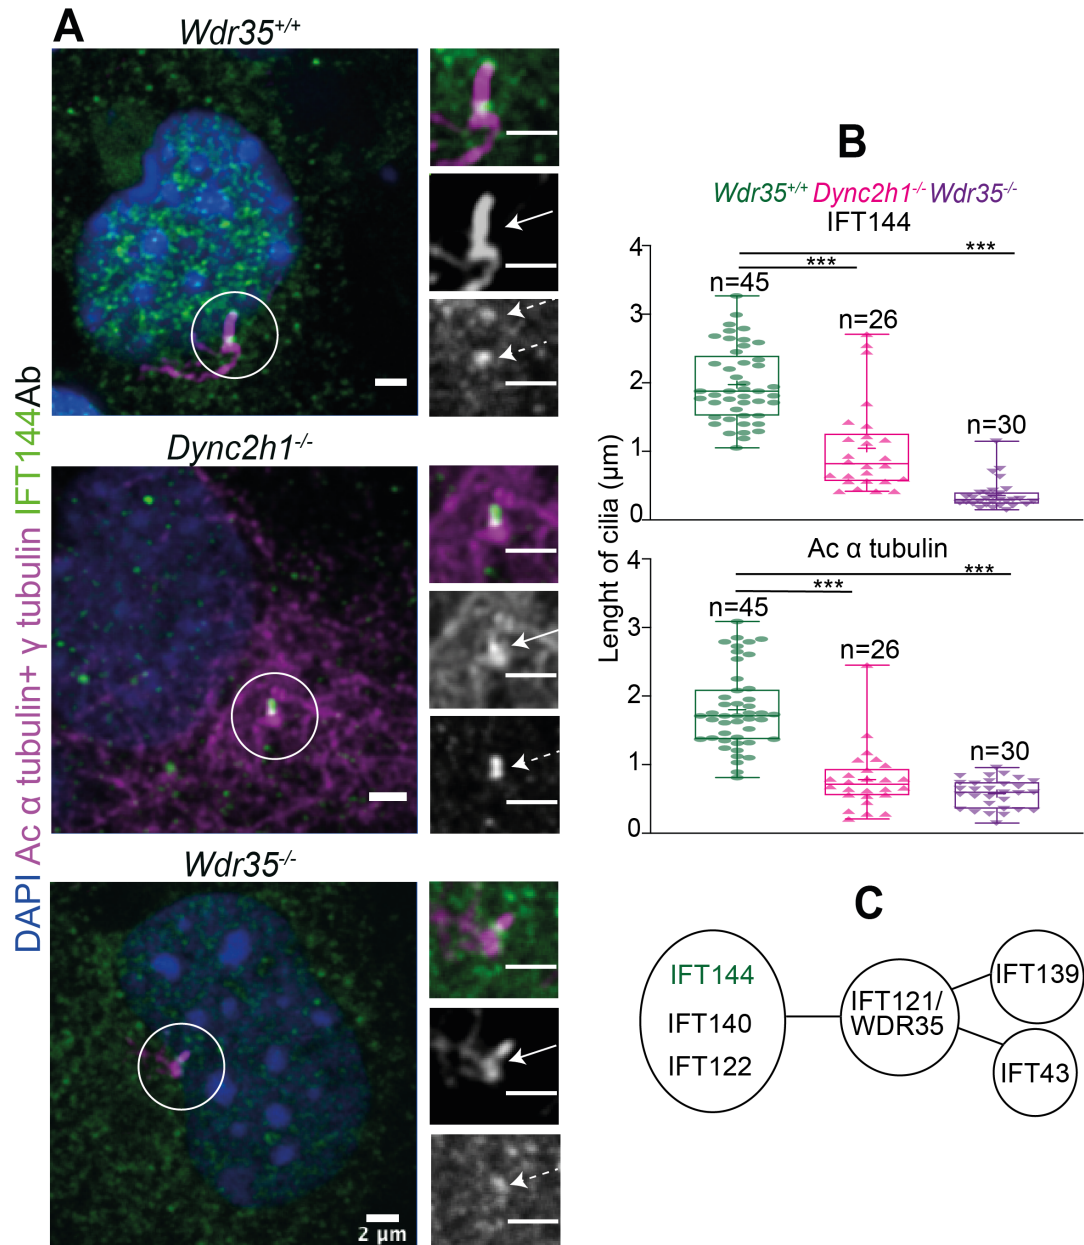 A
Wdr35+/+
DAPI Ac α tubulin+ γ tubulin IFT144Ab
Dync2h1-/-
Wdr35-/-
2 μm
B
Wdr35+/+ Dync2h1-/- Wdr35-/-
IFT144
4
3
2
1
0
***
***
n=45
n=26
n=30
Lenght of cilia (μm)
Ac α tubulin
4
3
2
1
0
***
***
n=45
n=26
n=30
C
IFT144
IFT140
IFT122
IFT121/
WDR35
IFT139
IFT43